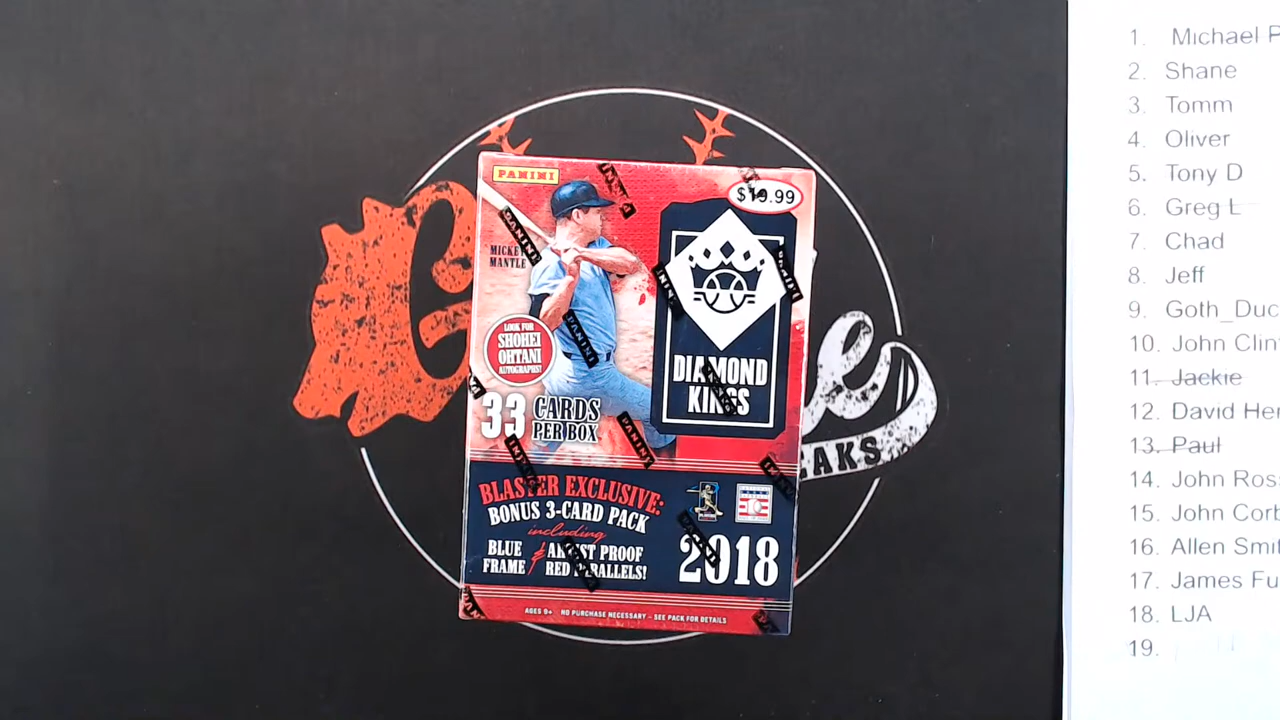 PANINI
$19.99
MICKEY
MANTLE
LOOK FOR
SHOHEI
OHTANI
AUTOGRAPHS!
DIAMOND
KINGS
33 CARDS
PER BOX
BLASTER EXCLUSIVE:
BONUS 3-CARD PACK
including
BLUE
FRAME
& ARTIST PROOF
RED PARALLELS!
2018
AGES 9+ NO PURCHASE NECESSARY - SEE PACK FOR DETAILS
EAKS
1. Michael P
2. Shane
3. Tomm
4. Oliver
5. Tony D
6. Greg L
7. Chad
8. Jeff
9. Goth_Duc
10. John Clin
11. Jackie
12. David Her
13. Paul
14. John Ros
15. John Corb
16. Allen Smi
17. James Fu
18. LJA
19.